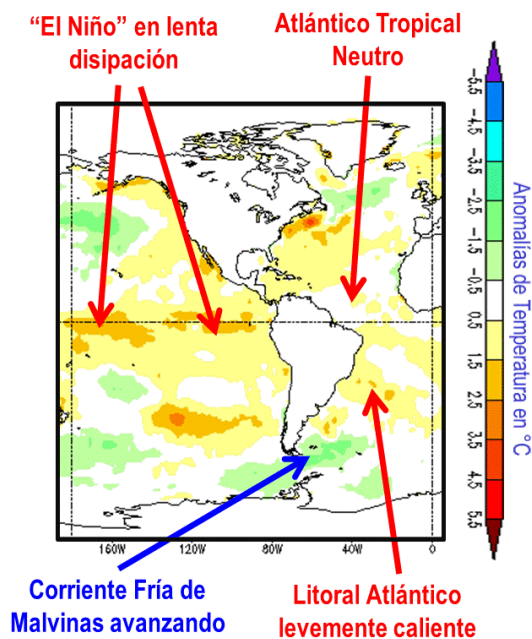 “El Niño” en lenta
disipación
Atlántico Tropical
Neutro
-5.5
-4.5
-3.5
-2.5
-1.5
-0.5
0.5
1.5
2.5
3.5
4.5
5.5
Anomalías de Temperatura en °C
160W
120W
80W
40W
0
Corriente Fría de
Malvinas avanzando
Litoral Atlántico
levemente caliente